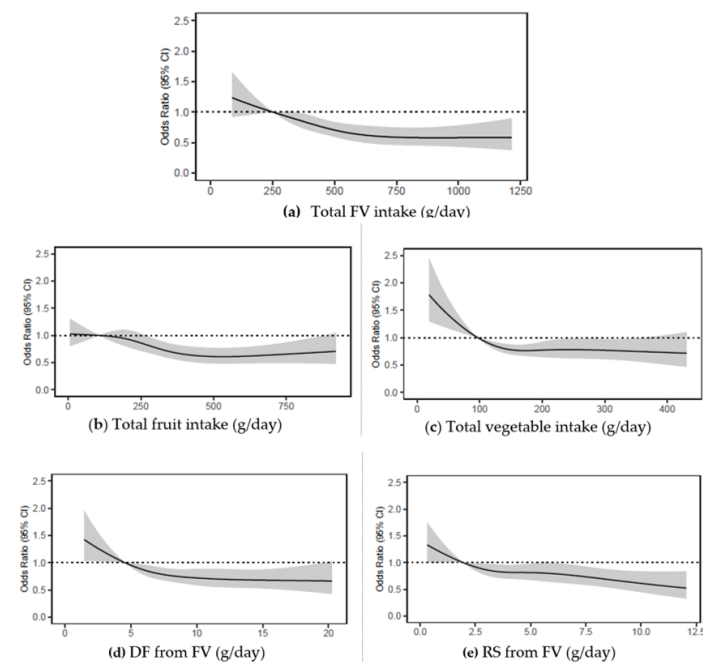 2.5
2.0
1.5
1.0
0.5
0.0
Odds Ratio (95% CI)
0 250 500 750 1000 1250
(a) Total FV intake (g/day)
2.5
2.0
1.5
1.0
0.5
0.0
Odds Ratio (95% CI)
0 250 500 750
(b) Total fruit intake (g/day)
2.5
2.0
1.5
1.0
0.5
0.0
Odds Ratio (95% CI)
0 100 200 300 400
(c) Total vegetable intake (g/day)
2.5
2.0
1.5
1.0
0.5
0.0
Odds Ratio (95% CI)
0 5 10 15 20
(d) DF from FV (g/day)
2.5
2.0
1.5
1.0
0.5
0.0
Odds Ratio (95% CI)
0.0 2.5 5.0 7.5 10.0 12.5
(e) RS from FV (g/day)